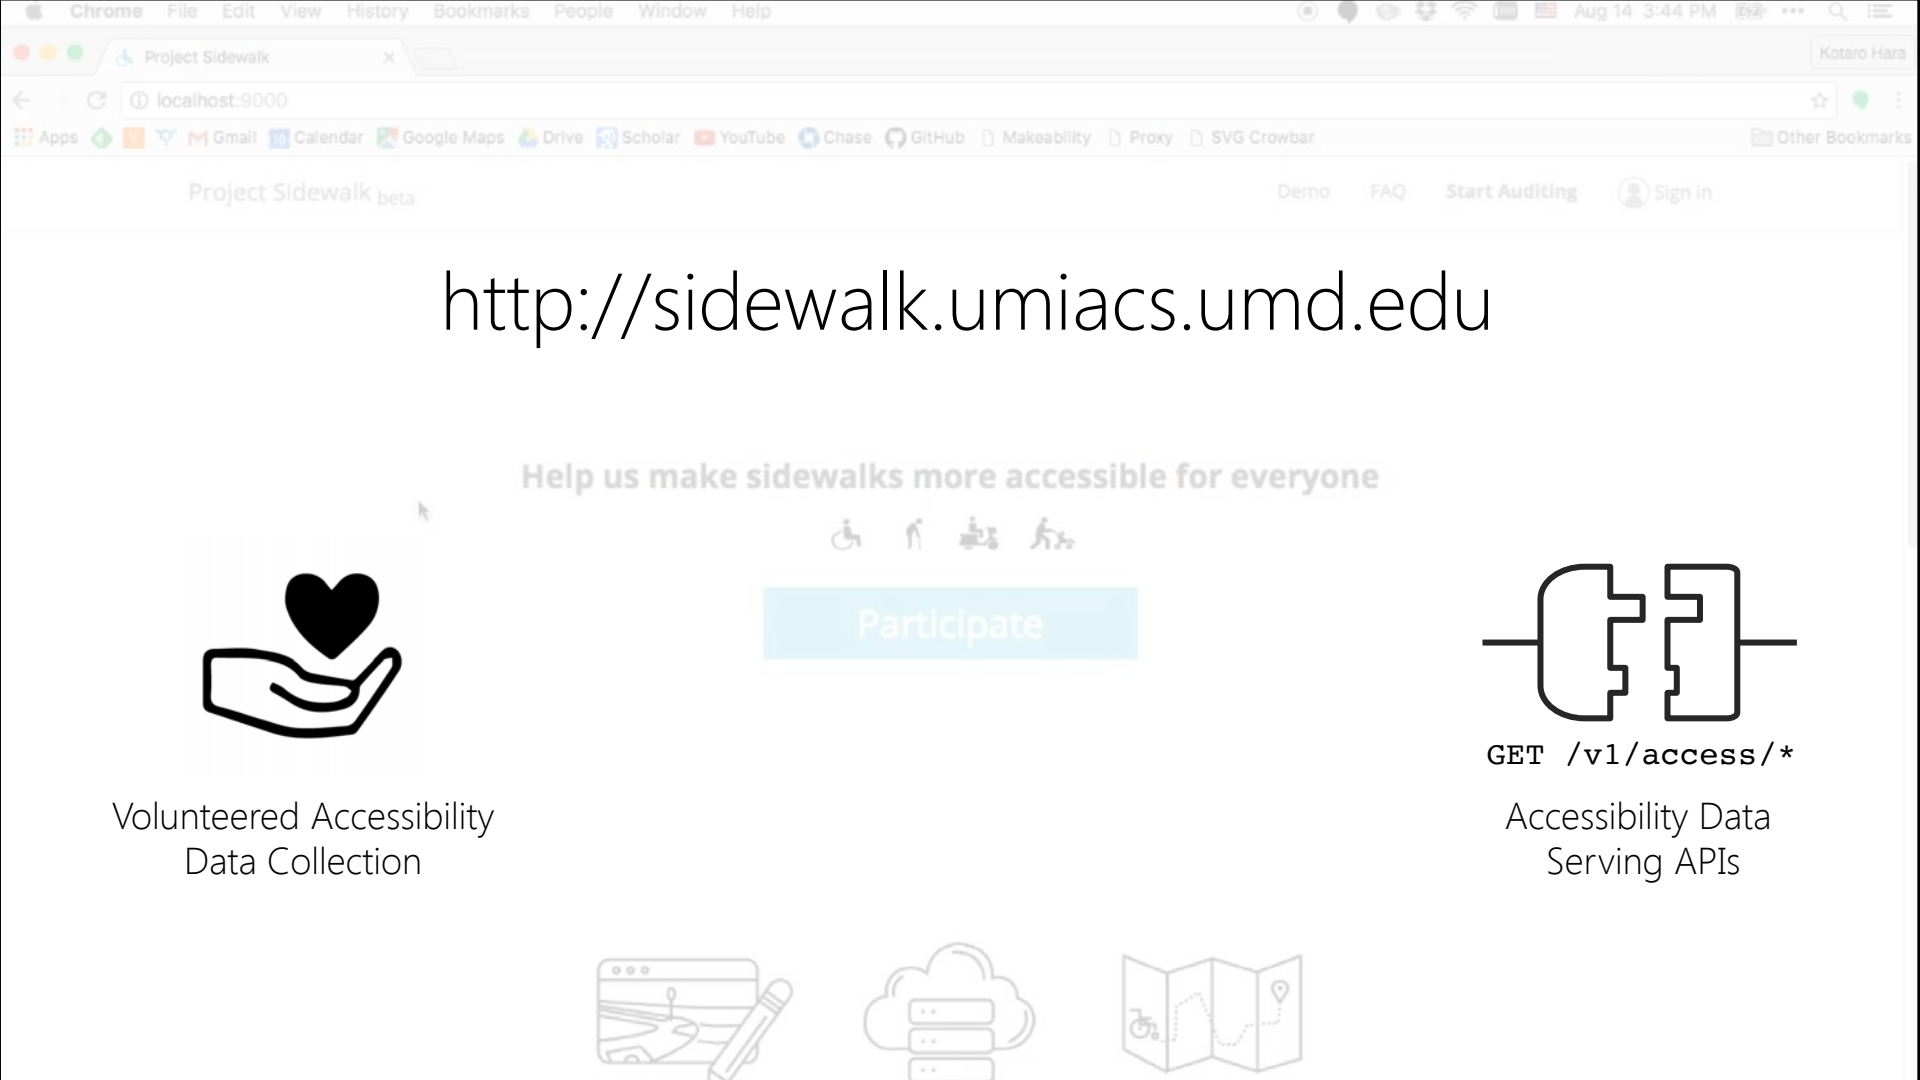 Chrome File Edit View History Bookmarks People Window Help Aug 14 3:44 PM
Project Sidewalk Kotaro Hara
localhost:9000
Apps Gmail Calendar Google Maps Drive Scholar YouTube Chase GitHub Makeability Proxy SVG Crowbar Other Bookmarks
Project Sidewalk beta Demo FAQ Start Auditing Sign in
http://sidewalk.umiacs.umd.edu
Help us make sidewalks more accessible for everyone
Participate
GET /v1/access/*
Volunteered Accessibility
Data Collection
Accessibility Data
Serving APIs